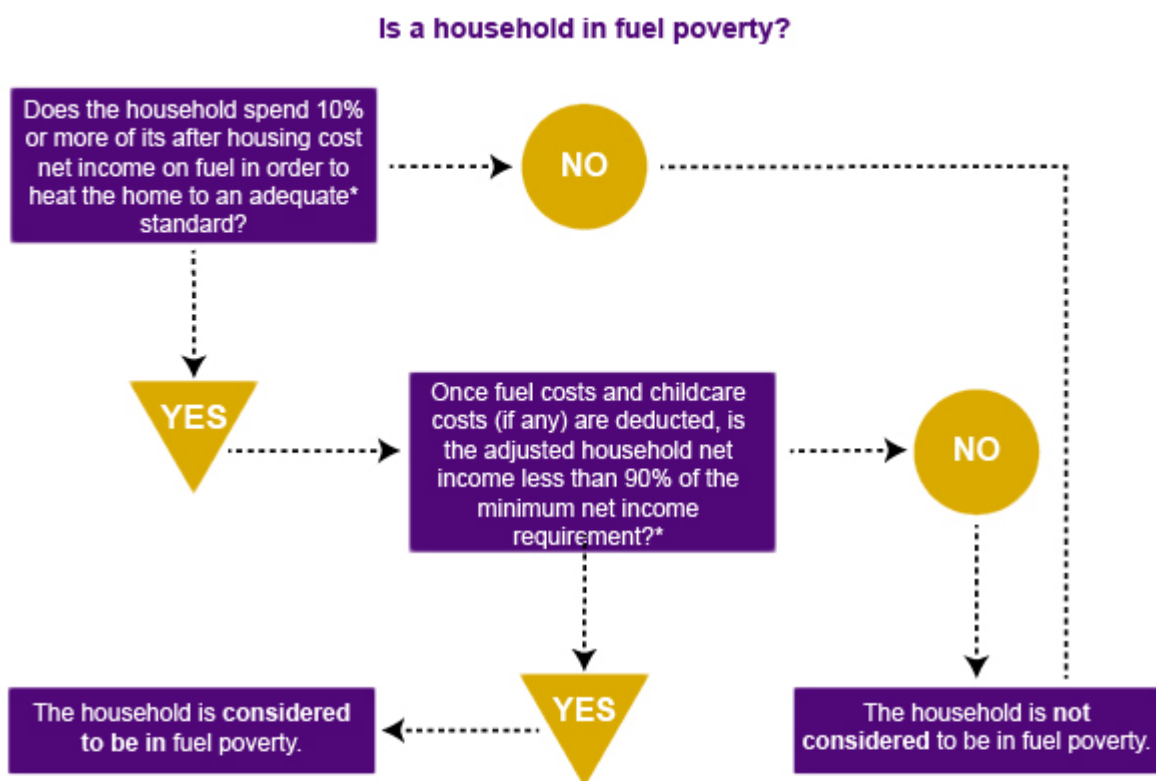 Is a household in fuel poverty?
Does the household spend 10%
or more of its after housing cost
net income on fuel in order to
heat the home to an adequate*
standard?
NO
YES
Once fuel costs and childcare
costs (if any) are deducted, is
the adjusted household net
income less than 90% of the
minimum net income
requirement?*
NO
YES
The household is considered
to be in fuel poverty.
The household is not
considered to be in fuel poverty.